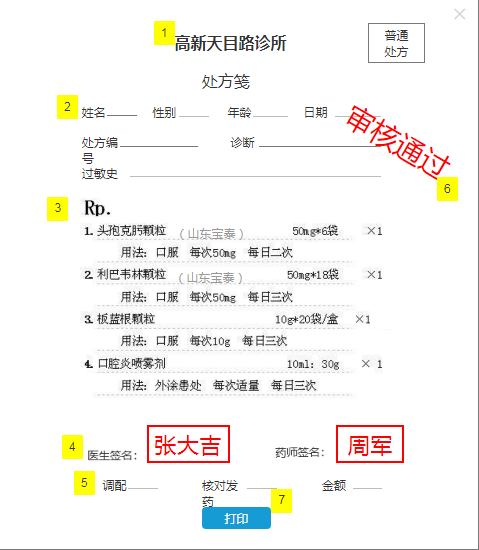 1
高新天目路诊所
普通
处方
处方笺
2
姓名 性别 年龄 日期
处方编号 诊断
过敏史
审核通过
6
3
Rp.
1. 头孢克肟颗粒 （山东宝泰） 50mg*6袋 ×1
用法：口服 每次50mg 每日二次
2. 利巴韦林颗粒 （山东宝泰） 50mg*18袋 ×1
用法：口服 每次50mg 每日三次
3. 板蓝根颗粒 10g*20袋/盒 ×1
用法：口服 每次10g 每日三次
4. 口腔炎喷雾剂 10ml：30g × 1
用法：外涂患处 每次适量 每日三次
4
医生签名： 张大吉 药师签名： 周军
5
调配 核对发药 金额
7
打印